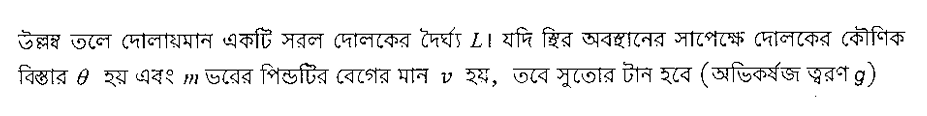 উল্লম্ব তলে দোলায়মান একটি সরল দোলকের দৈর্ঘ্য L। যদি স্থির অবস্থানের সাপেক্ষে দোলকের কৌণিক
বিস্তার θ হয় এবং m ভরের পিন্ডটির বেগের মান v হয়, তবে সুতোর টান হবে (অভিকর্ষজ ত্বরণ g)